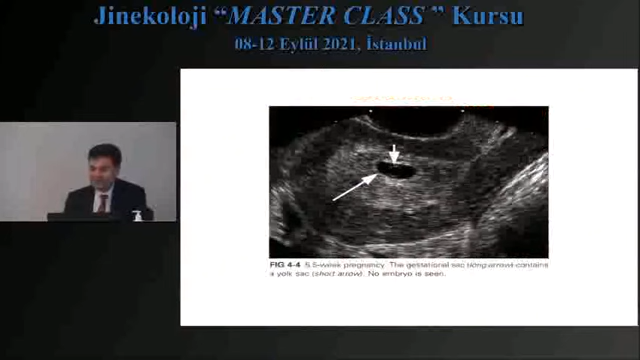 Jinekoloji “MASTER CLASS ” Kursu
08-12 Eylül 2021, İstanbul
FIG 4-4 5.5-week pregnancy. The gestational sac (long arrow) contains
a yolk sac (short arrow). No embryo is seen.